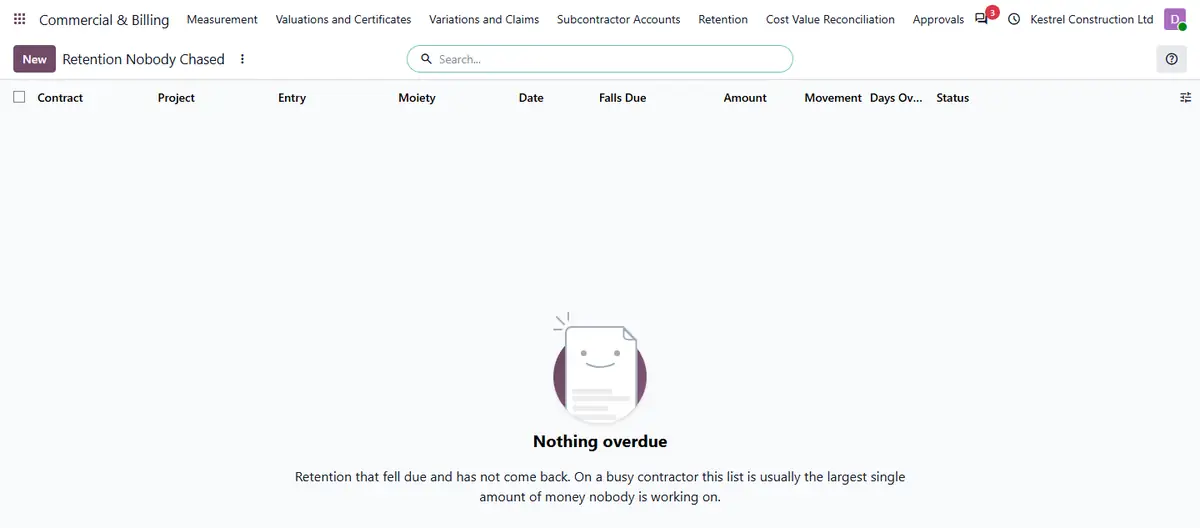 Commercial & Billing Measurement Valuations and Certificates Variations and Claims Subcontractor Accounts Retention Cost Value Reconciliation Approvals 3 Kestrel Construction Ltd D
New Retention Nobody Chased Search...
Contract Project Entry Moiety Date Falls Due Amount Movement Days Ov... Status
Nothing overdue
Retention that fell due and has not come back. On a busy contractor this list is usually the largest single
amount of money nobody is working on.